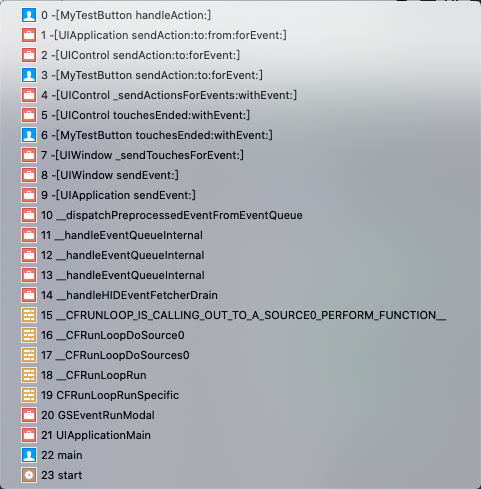 0 -[MyTestButton handleAction:]
1 -[UIApplication sendAction:to:from:forEvent:]
2 -[UIControl sendAction:to:forEvent:]
3 -[MyTestButton sendAction:to:forEvent:]
4 -[UIControl _sendActionsForEvents:withEvent:]
5 -[UIControl touchesEnded:withEvent:]
6 -[MyTestButton touchesEnded:withEvent:]
7 -[UIWindow _sendTouchesForEvent:]
8 -[UIWindow sendEvent:]
9 -[UIApplication sendEvent:]
10 __dispatchPreprocessedEventFromEventQueue
11 __handleEventQueueInternal
12 __handleEventQueueInternal
13 __handleEventQueueInternal
14 __handleHIDEventFetcherDrain
15 __CFRUNLOOP_IS_CALLING_OUT_TO_A_SOURCE0_PERFORM_FUNCTION__
16 __CFRunLoopDoSource0
17 __CFRunLoopDoSources0
18 __CFRunLoopRun
19 CFRunLoopRunSpecific
20 GSEventRunModal
21 UIApplicationMain
22 main
23 start